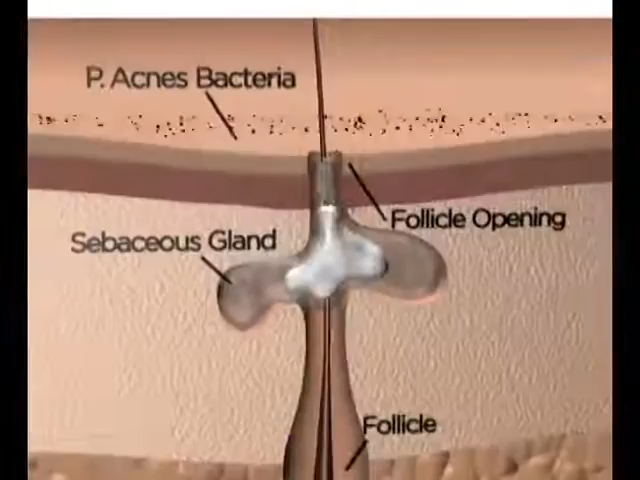 P. Acnes Bacteria
Follicle Opening
Sebaceous Gland
Follicle